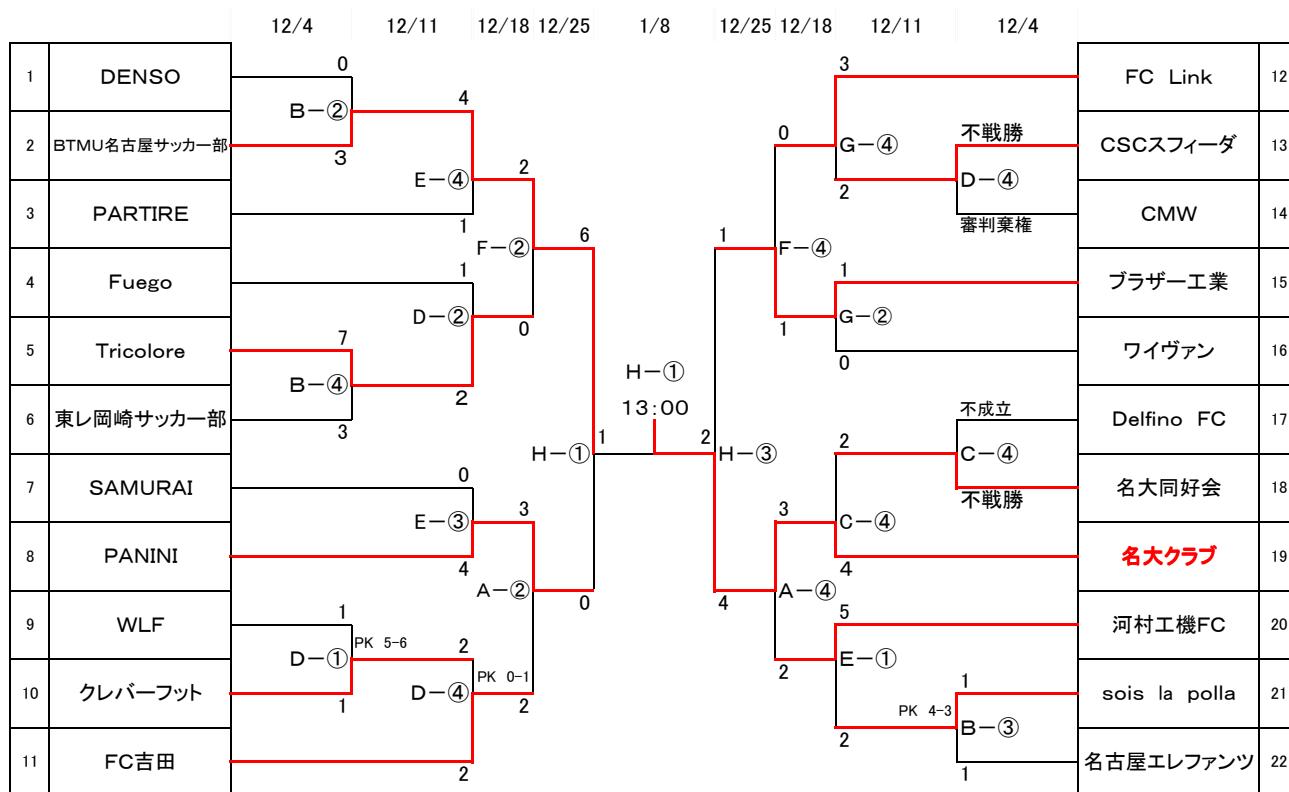 12/4 12/11 12/18 12/25 1/8 12/25 12/18 12/11 12/4
1 DENSO
2 BTMU名古屋サッカー部
3 PARTIRE
4 Fuego
5 Tricolore
6 東レ岡崎サッカー部
7 SAMURAI
8 PANINI
9 WLF
10 クレバーフット
11 FC吉田
0
B-②
3
7
B-④
3
1
D-①
1
PK 5-6
4
E-④
1
1
D-②
2
0
E-③
4
2
D-④
2
2
F-②
0
3
A-②
PK 0-1
2
6
H-①
0
1
H-①
13:00
2
1
H-③
4
0
F-④
1
3
A-④
2
3
G-④
2
1
G-②
0
2
C-④
4
5
E-①
2
不戦勝
D-④
審判棄権
不成立
C-④
不戦勝
PK 4-3
1
B-③
1
FC Link 12
CSCスフィーダ 13
CMW 14
ブラザー工業 15
ワイヴァン 16
Delfino FC 17
名大同好会 18
名大クラブ 19
河村工機FC 20
sois la polla 21
名古屋エレファンツ 22